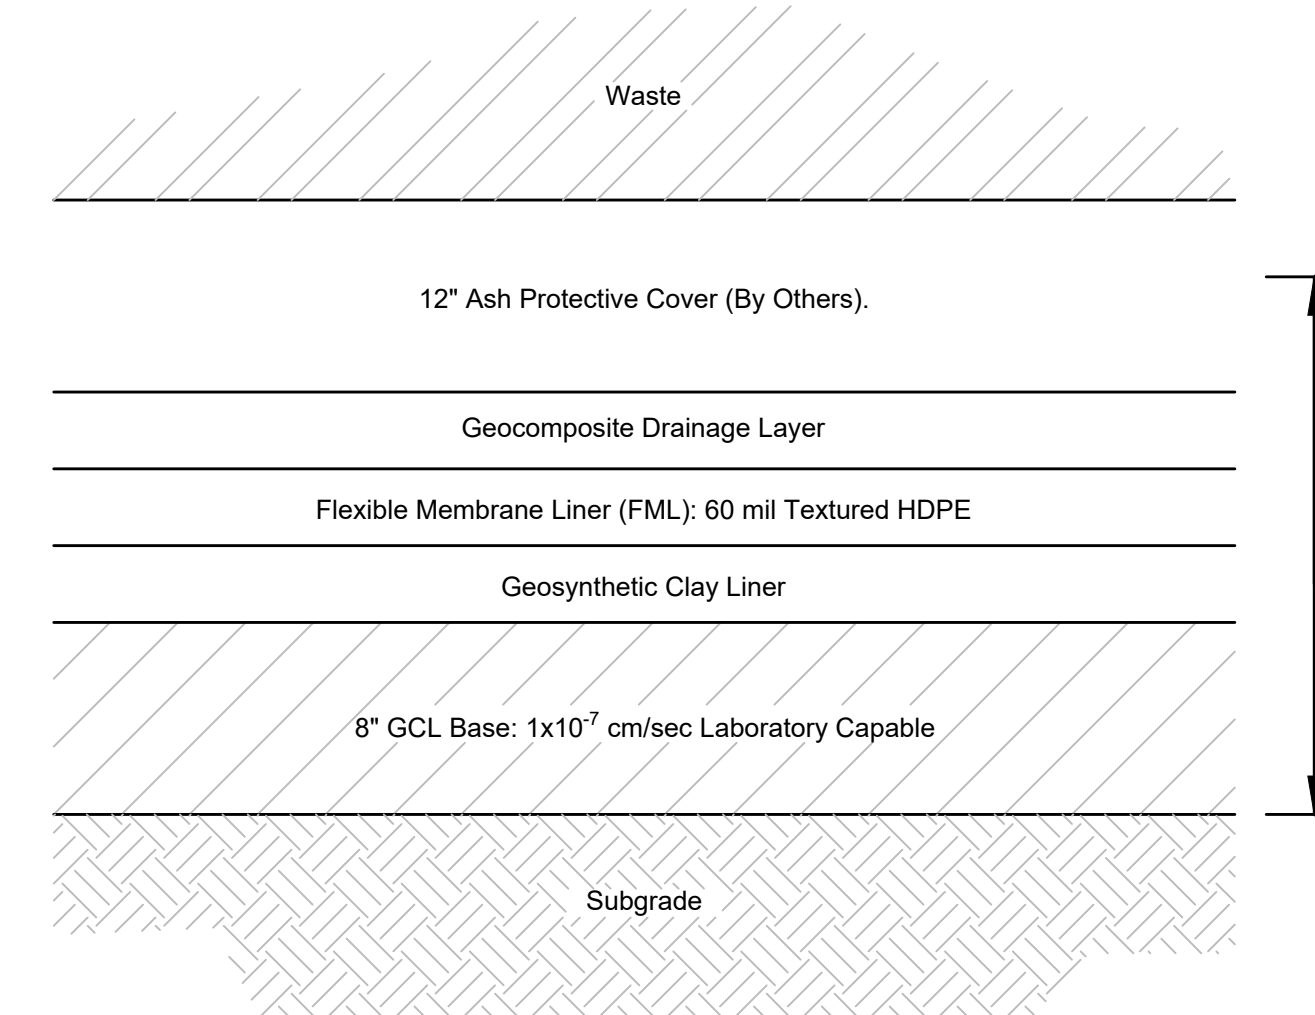 Waste
12" Ash Protective Cover (By Others).
Geocomposite Drainage Layer
Flexible Membrane Liner (FML): 60 mil Textured HDPE
Geosynthetic Clay Liner
8" GCL Base: 1x10⁻⁷ cm/sec Laboratory Capable
Subgrade